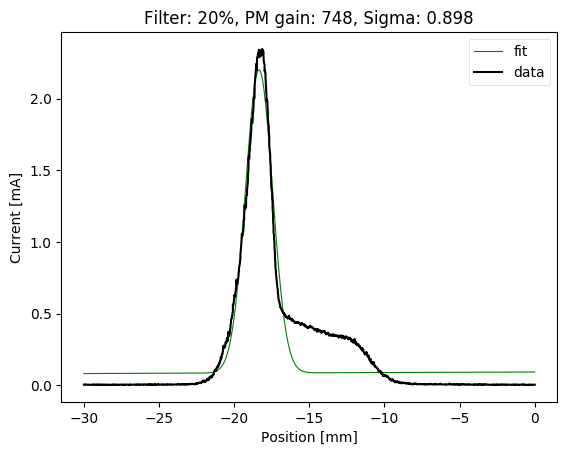 Filter: 20%, PM gain: 748, Sigma: 0.898
fit
data
Current [mA]
2.0
1.5
1.0
0.5
0.0
−30
−25
−20
−15
−10
−5
0
Position [mm]